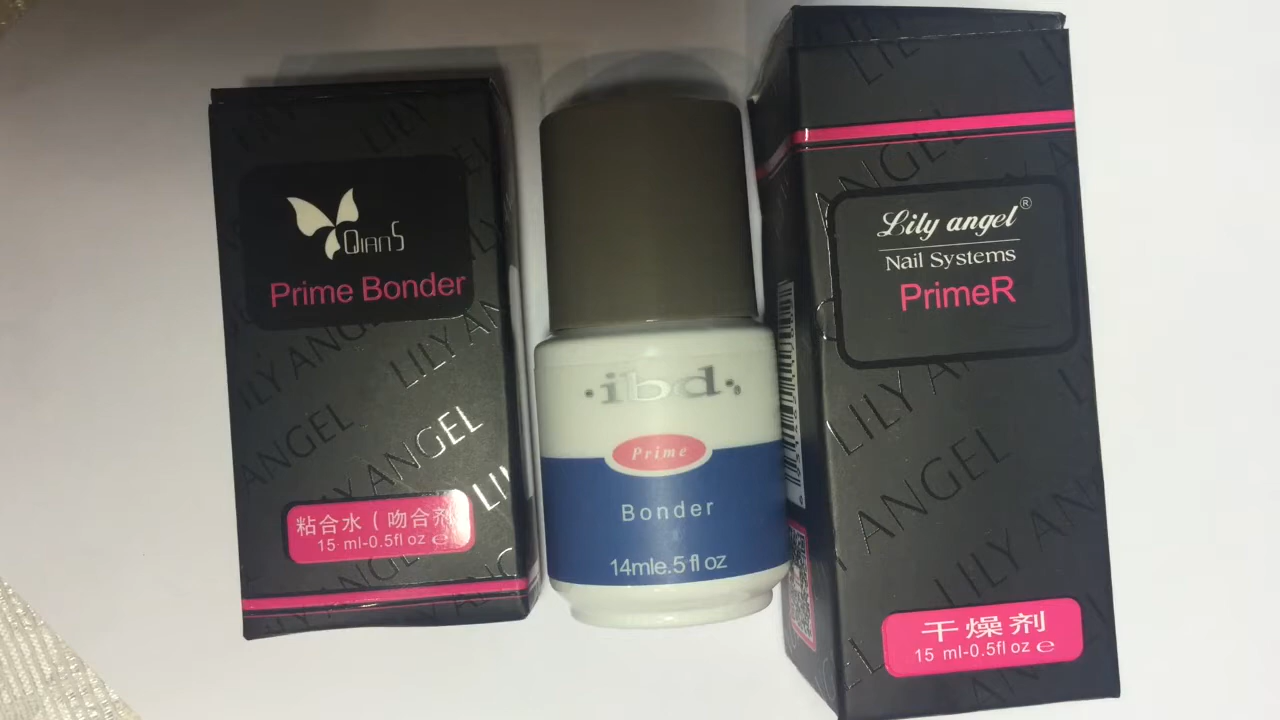 QIANS
Prime Bonder
LILY ANGEL
LILY ANGEL
ANGEL
粘合水（吻合剂
15 ml-0.5fl oz ℮
ibd
Prime
Bonder
14mle.5 fl oz
Lily angel®
Nail Systems
PrimeR
LILY ANGEL
ANGEL
LILY ANGEL
干燥剂
15 ml-0.5fl oz ℮